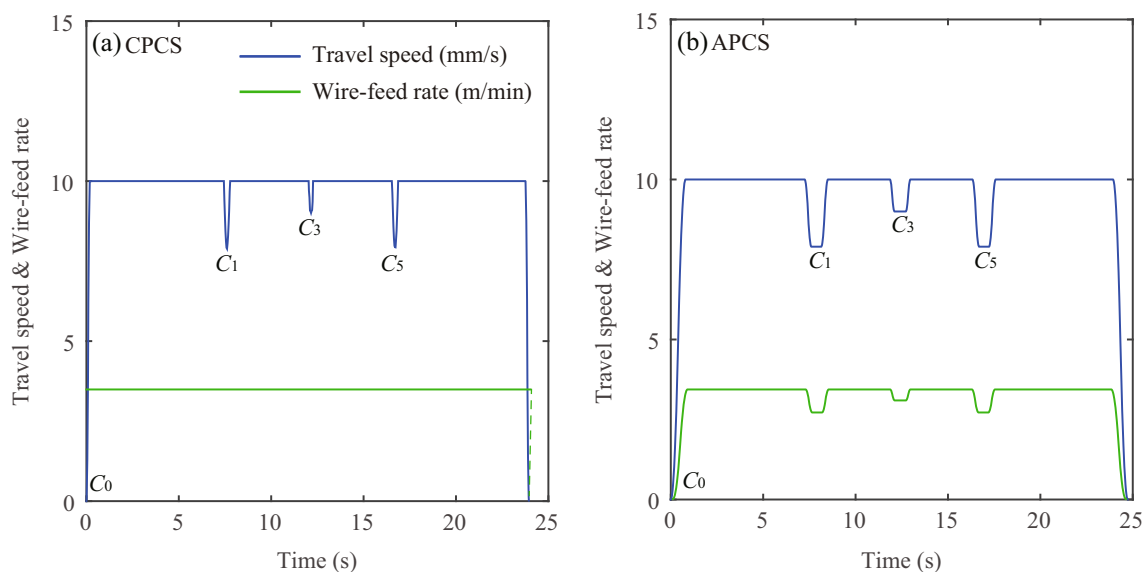 (a) CPCS
Travel speed (mm/s)
Wire-feed rate (m/min)
Travel speed & Wire-feed rate
15
10
5
0
C1
C3
C5
C0
0 5 10 15 20 25
Time (s)
(b) APCS
Travel speed & Wire-feed rate
15
10
5
0
C1
C3
C5
C0
0 5 10 15 20 25
Time (s)